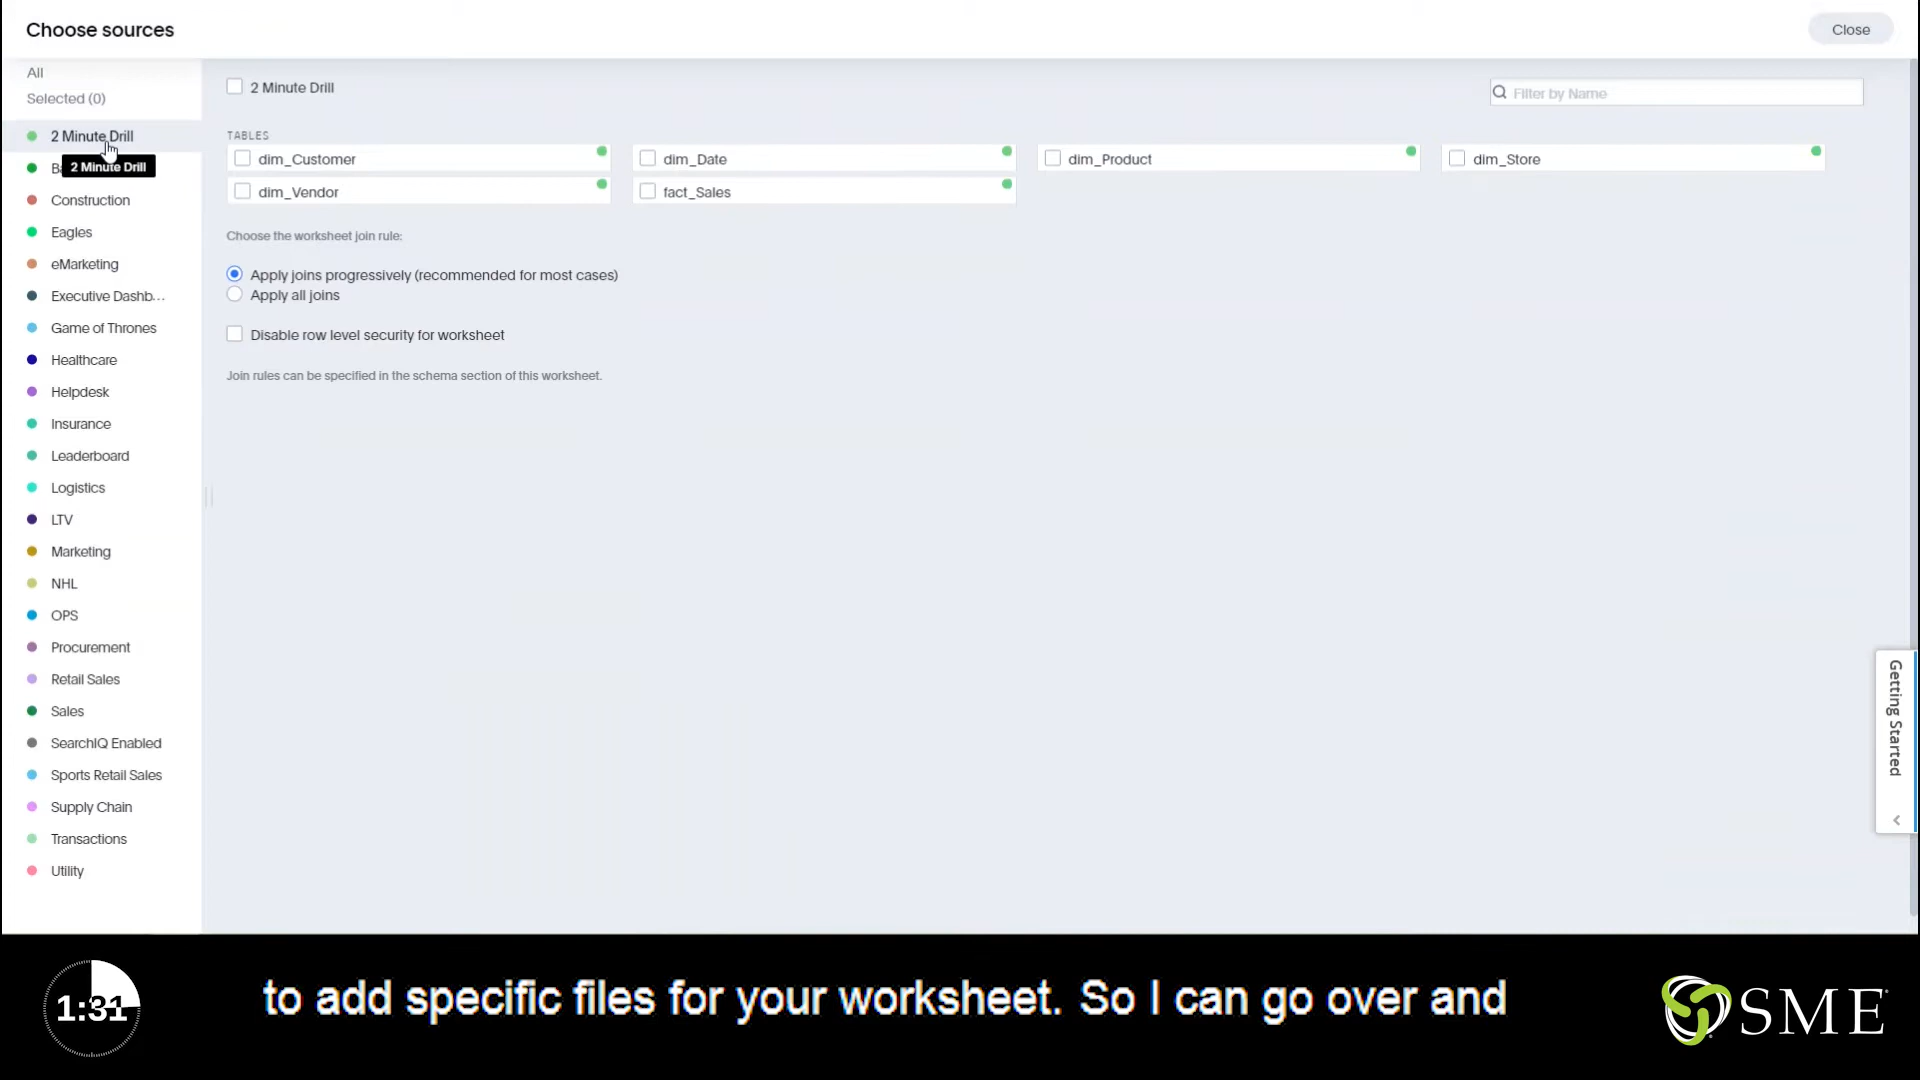 Choose sources
Close
All
Selected (0)
2 Minute Drill
2 Minute Drill
Construction
Eagles
eMarketing
Executive Dashb...
Game of Thrones
Healthcare
Helpdesk
Insurance
Leaderboard
Logistics
LTV
Marketing
NHL
OPS
Procurement
Retail Sales
Sales
SearchIQ Enabled
Sports Retail Sales
Supply Chain
Transactions
Utility
2 Minute Drill
Filter by Name
TABLES
dim_Customer dim_Date dim_Product dim_Store
dim_Vendor fact_Sales
Choose the worksheet join rule:
Apply joins progressively (recommended for most cases)
Apply all joins
Disable row level security for worksheet
Join rules can be specified in the schema section of this worksheet.
Getting Started
1:31
to add specific files for your worksheet. So I can go over and
SME